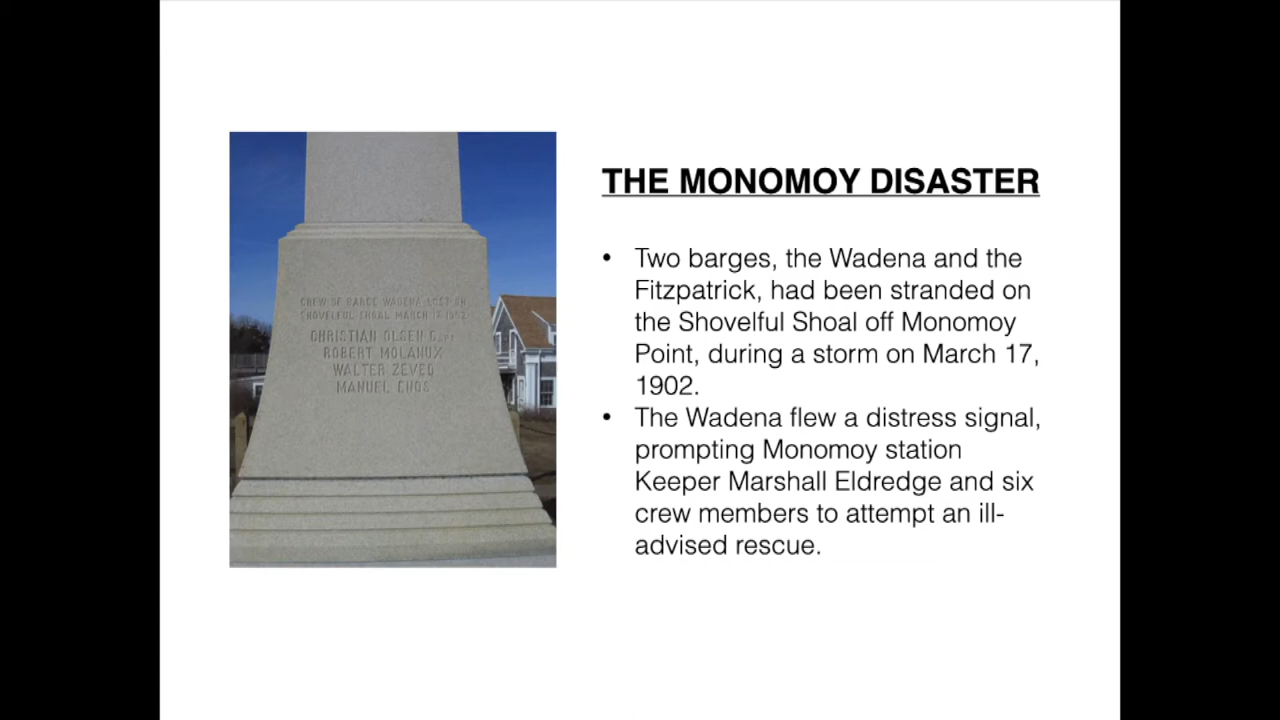 THE MONOMOY DISASTER
• Two barges, the Wadena and the
Fitzpatrick, had been stranded on
the Shovelful Shoal off Monomoy
Point, during a storm on March 17,
1902.
• The Wadena flew a distress signal,
prompting Monomoy station
Keeper Marshall Eldredge and six
crew members to attempt an ill-
advised rescue.
CREW OF BARGE WADENA LOST ON
SHOVELFUL SHOAL MARCH 17 1902
CHRISTIAN OLSEN CAPT
ROBERT MOLANUX
WALTER ZEVED
MANUEL ENOS